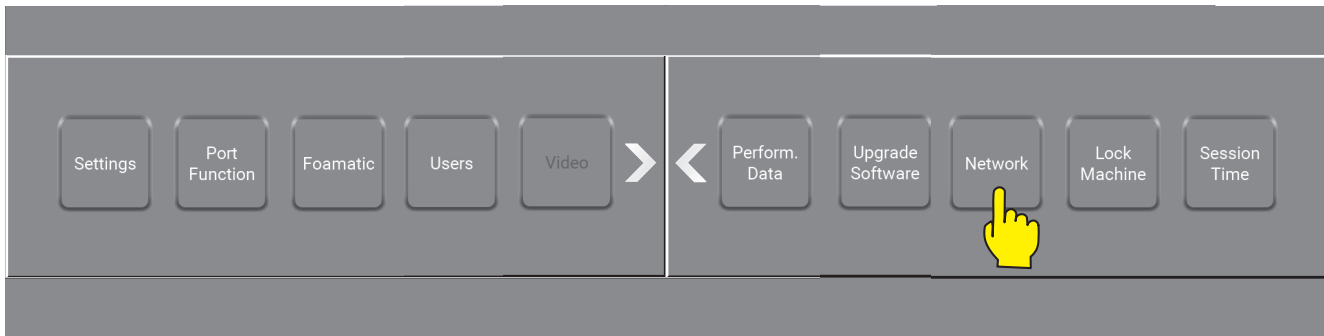 Settings
Port
Function
Foamatic
Users
Video
Perform.
Data
Upgrade
Software
Network
Lock
Machine
Session
Time